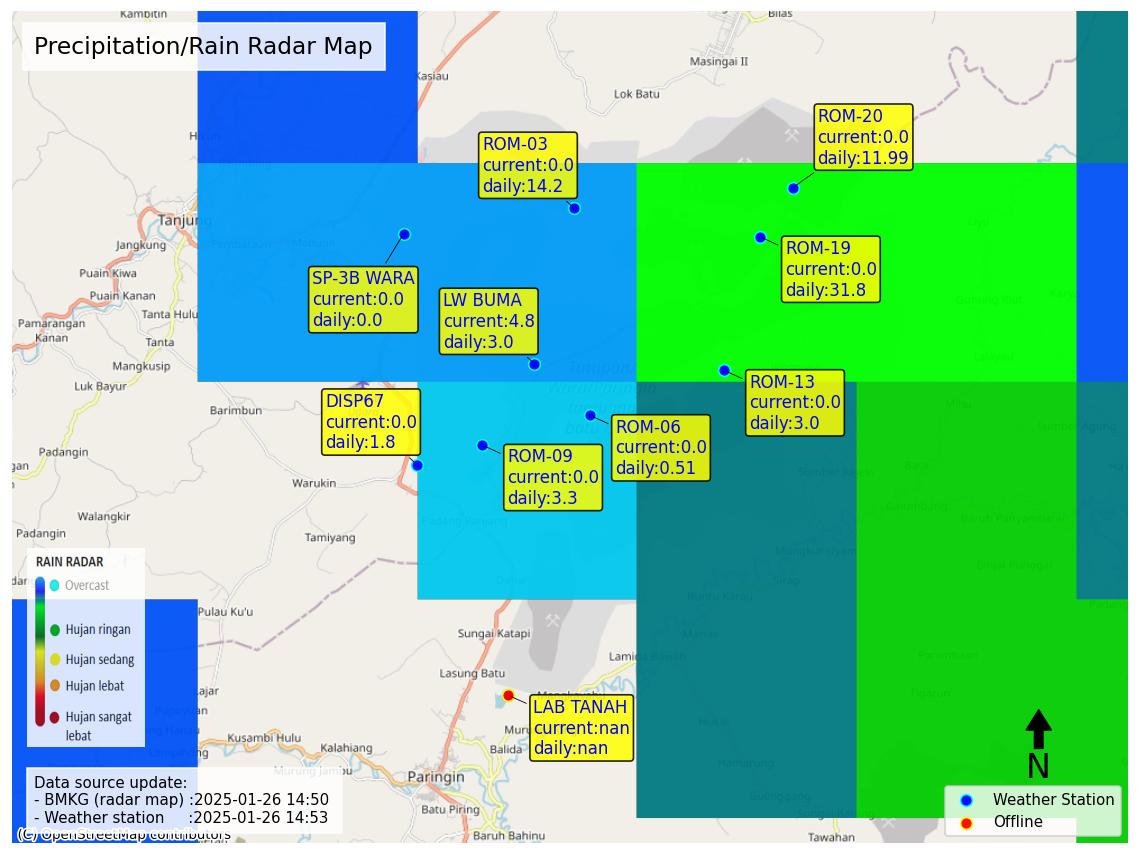 Kambitin
Bilas
Precipitation/Rain Radar Map
Masingai II
Kasiau
Lok Batu
ROM-20
current:0.0
daily:11.99
ROM-03
current:0.0
daily:14.2
Tanjung
Jangkung
ROM-19
current:0.0
daily:31.8
SP-3B WARA
current:0.0
daily:0.0
Puain Kiwa
Puain Kanan
Tanta Hulu
LW BUMA
current:4.8
daily:3.0
Pamarangan
Kanan
Tanta
Mangkusip
Luk Bayur
Barimbun
ROM-13
current:0.0
daily:3.0
DISP67
current:0.0
daily:1.8
ROM-06
current:0.0
daily:0.51
ROM-09
current:0.0
daily:3.3
Padangin
Warukin
Walangkir
Padangin
Tamiyang
Padang Panjang
RAIN RADAR
Overcast
Hujan ringan
Hujan sedang
Hujan lebat
Hujan sangat
lebat
Dahai
Pulau Ku'u
Sungai Katapi
Lasung Batu
LAB TANAH
current:nan
daily:nan
Kusambi Hulu
Kalahiang
Murung Jambu
Balida
Paringin
Batu Piring
Baruh Bahinu
Tawahan
N
Data source update:
- BMKG (radar map) :2025-01-26 14:50
- Weather station :2025-01-26 14:53
(C) OpenStreetMap contributors
Weather Station
Offline